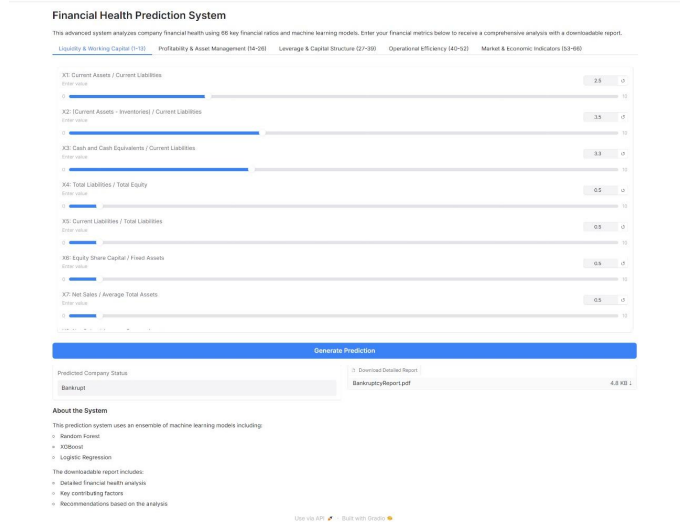 Financial Health Prediction System
This advanced system analyzes company financial health using 66 key financial ratios and machine learning models. Enter your financial metrics below to receive a comprehensive analysis with a downloadable report.
Liquidity & Working Capital (1-13) Profitability & Asset Management (14-26) Leverage & Capital Structure (27-39) Operational Efficiency (40-52) Market & Economic Indicators (53-66)
X1: Current Assets / Current Liabilities
Enter value
2.5
0 10
X2: (Current Assets - Inventories) / Current Liabilities
Enter value
3.5
0 10
X3: Cash and Cash Equivalents / Current Liabilities
Enter value
3.3
0 10
X4: Total Liabilities / Total Equity
Enter value
0.5
0 10
X5: Current Liabilities / Total Liabilities
Enter value
0.5
0 10
X6: Equity Share Capital / Fixed Assets
Enter value
0.5
0 10
X7: Net Sales / Average Total Assets
Enter value
0.5
0 10
Generate Prediction
Predicted Company Status
Bankrupt
Download Detailed Report
BankruptcyReport.pdf 4.8 KB ↓
About the System
This prediction system uses an ensemble of machine learning models including:
Random Forest
XGBoost
Logistic Regression
The downloadable report includes:
Detailed financial health analysis
Key contributing factors
Recommendations based on the analysis
Use via API · Built with Gradio